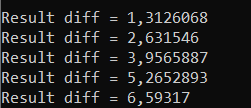 Result diff = 1,3126068
Result diff = 2,631546
Result diff = 3,9565887
Result diff = 5,2652893
Result diff = 6,59317